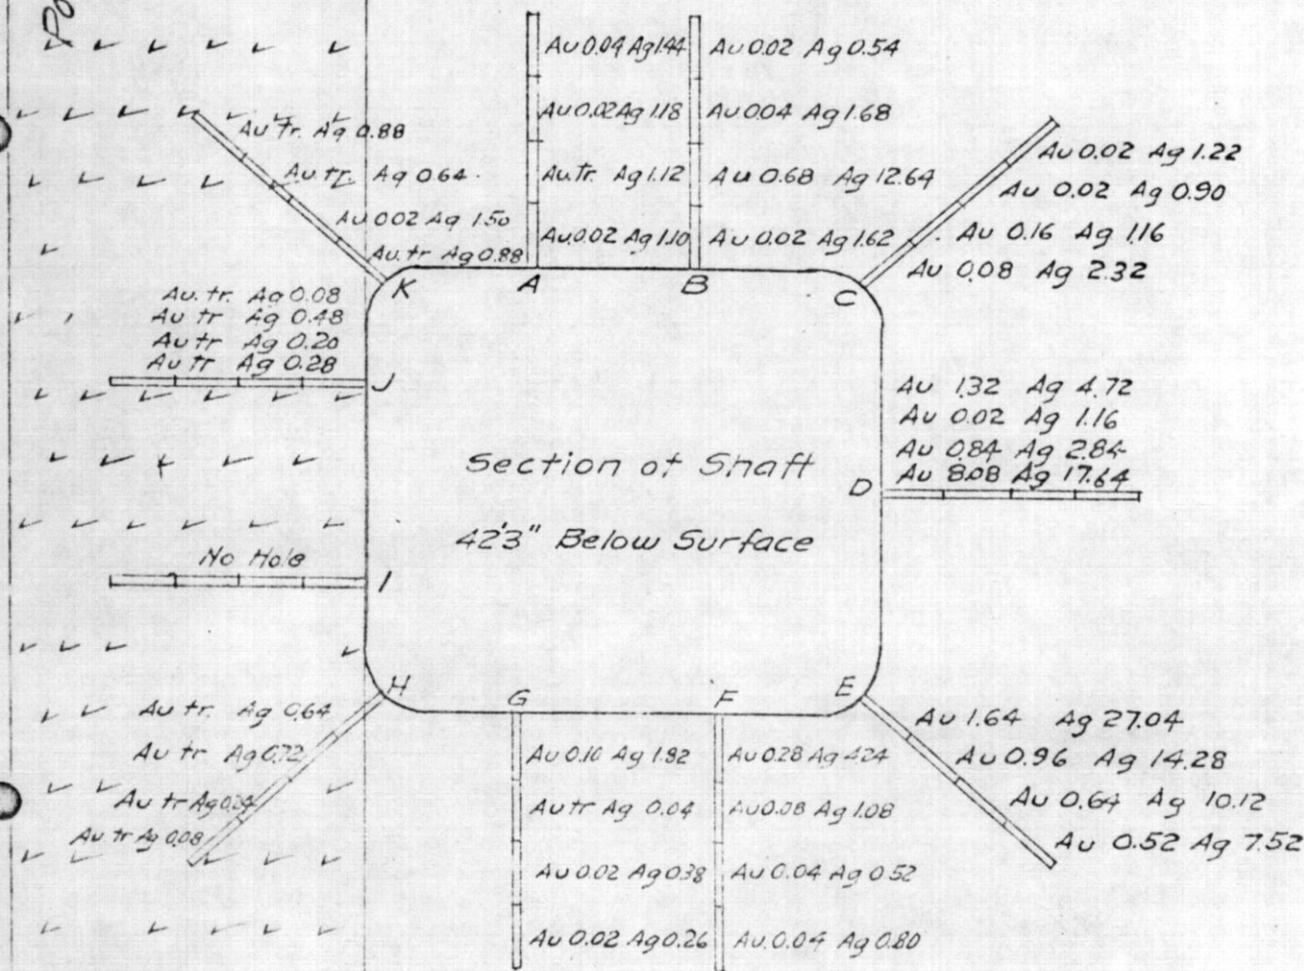 Au 0.04 Ag 1.44
Au 0.02 Ag 1.18
Au tr. Ag 1.12
Au 0.02 Ag 1.10
Au 0.02 Ag 0.54
Au 0.04 Ag 1.68
Au 0.68 Ag 12.64
Au 0.02 Ag 1.62
Au tr. Ag 0.88
Au tr. Ag 0.64
Au 0.02 Ag 1.50
Au. tr Ag 0.88
Au 0.02 Ag 1.22
Au 0.02 Ag 0.90
Au 0.16 Ag 1.16
Au 0.08 Ag 2.32
K A B C
Au. tr. Ag 0.08
Au tr Ag 0.48
Au tr Ag 0.20
Au tr Ag 0.28
J
Au 1.32 Ag 4.72
Au 0.02 Ag 1.16
Au 0.84 Ag 2.84
Au 8.08 Ag 17.64
D
Section of Shaft
42'3" Below Surface
No Hole
I
H G F E
Au tr. Ag 0.64
Au tr. Ag 0.72
Au tr Ag
Au tr Ag 0.08
Au 0.10 Ag 1.92
Au tr Ag 0.04
Au 0.02 Ag 0.38
Au 0.02 Ag 0.26
Au 0.28 Ag 4.24
Au 0.08 Ag 1.08
Au 0.04 Ag 0.52
Au. 0.04 Ag 0.80
Au 1.64 Ag 27.04
Au 0.96 Ag 14.28
Au 0.64 Ag 10.12
Au 0.52 Ag 7.52